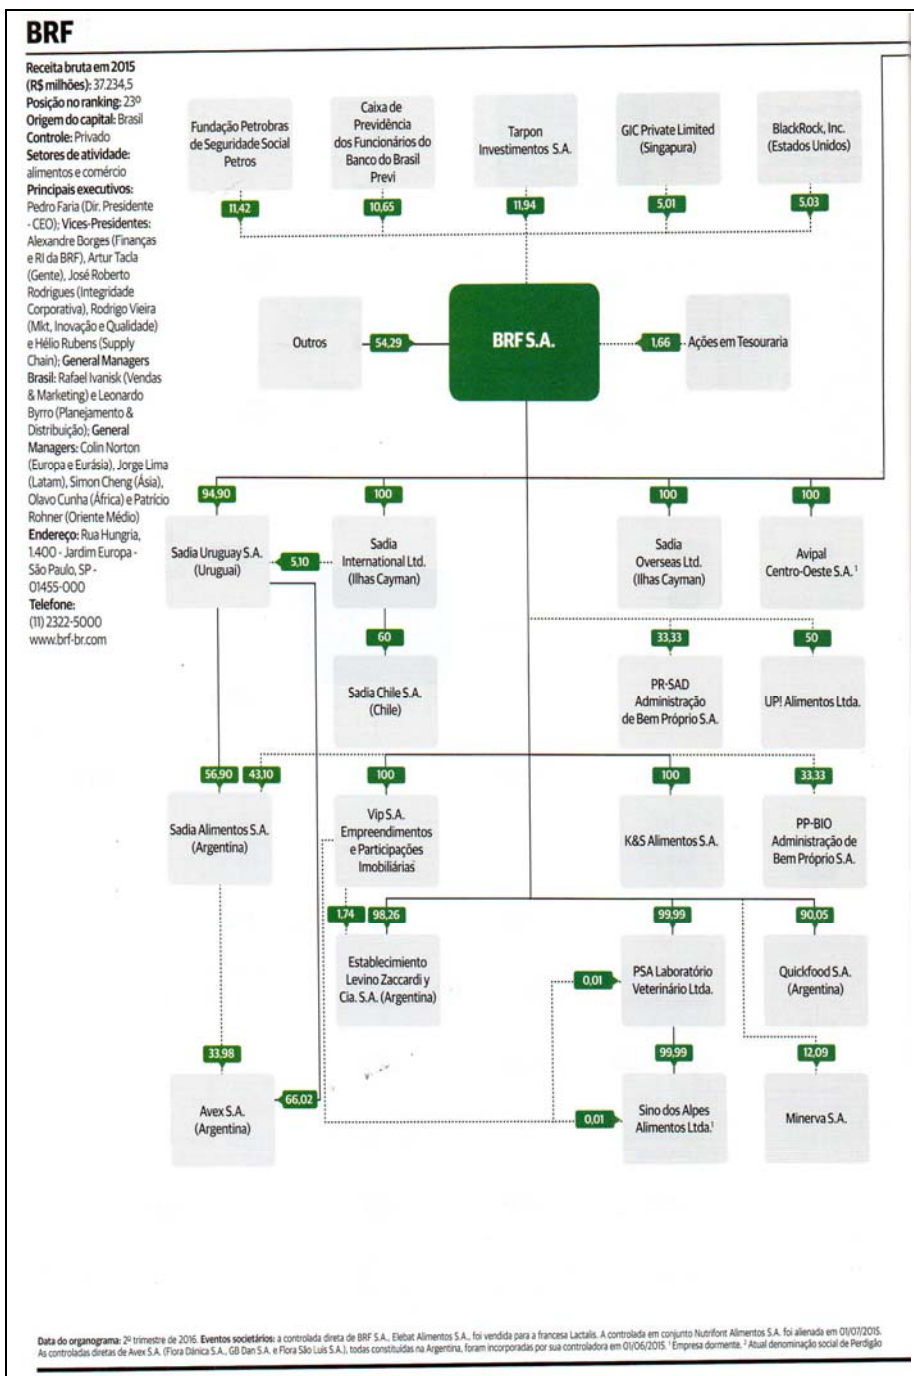 BRF
Receita bruta em 2015
(R$ milhões): 37.234,5
Posição no ranking: 23º
Origem do capital: Brasil
Controle: Privado
Setores de atividade:
alimentos e comércio
Principais executivos:
Pedro Faria (Dir. Presidente
- CEO); Vices-Presidentes:
Alexandre Borges (Finanças
e RI da BRF), Artur Tacla
(Gente), José Roberto
Rodrigues (Integridade
Corporativa), Rodrigo Vieira
(Mkt, Inovação e Qualidade)
e Hélio Rubens (Supply
Chain); General Managers
Brasil: Rafael Ivanisk (Vendas
& Marketing) e Leonardo
Byrro (Planejamento &
Distribuição); General
Managers: Colin Norton
(Europa e Eurásia), Jorge Lima
(Latam), Simon Cheng (Ásia),
Olavo Cunha (África) e Patrício
Rohner (Oriente Médio)
Endereço: Rua Hungria,
1.400 - Jardim Europa -
São Paulo, SP -
01455-000
Telefone:
(11) 2322-5000
www.brf-br.com
Fundação Petrobras
de Seguridade Social
Petros
Caixa de
Previdência
dos Funcionários do
Banco do Brasil
Previ
Tarpon
Investimentos S.A.
GIC Private Limited
(Singapura)
BlackRock, Inc.
(Estados Unidos)
11,42
10,65
11,94
5,01
5,03
Outros
54,29
BRF S.A.
1,66
Ações em Tesouraria
94,90
100
100
100
Sadia Uruguay S.A.
(Uruguai)
5,10
Sadia
International Ltd.
(Ilhas Cayman)
Sadia
Overseas Ltd.
(Ilhas Cayman)
Avipal
Centro-Oeste S.A. ¹
60
33,33
50
Sadia Chile S.A.
(Chile)
PR-SAD
Administração
de Bem Próprio S.A.
UP! Alimentos Ltda.
56,90
43,10
100
100
33,33
Sadia Alimentos S.A.
(Argentina)
Vip S.A.
Empreendimentos
e Participações
Imobiliárias
K&S Alimentos S.A.
PP-BIO
Administração de
Bem Próprio S.A.
1,74
98,26
99,99
90,05
Establecimiento
Levino Zaccardi y
Cia. S.A. (Argentina)
0,01
PSA Laboratório
Veterinário Ltda.
Quickfood S.A.
(Argentina)
33,98
99,99
12,09
Avex S.A.
(Argentina)
66,02
0,01
Sino dos Alpes
Alimentos Ltda.¹
Minerva S.A.
Data do organograma: 2º trimestre de 2016. Eventos societários: a controlada direta de BRF S.A., Elebat Alimentos S.A., foi vendida para a francesa Lactalis. A controlada em conjunto Nutrifont Alimentos S.A. foi alienada em 01/07/2015.
As controladas diretas de Avex S.A. (Flora Dánica S.A., GB Dan S.A. e Flora São Luis S.A.), todas constituídas na Argentina, foram incorporadas por sua controladora em 01/06/2015. ¹ Empresa dormente. ² Atual denominação social de Perdigão